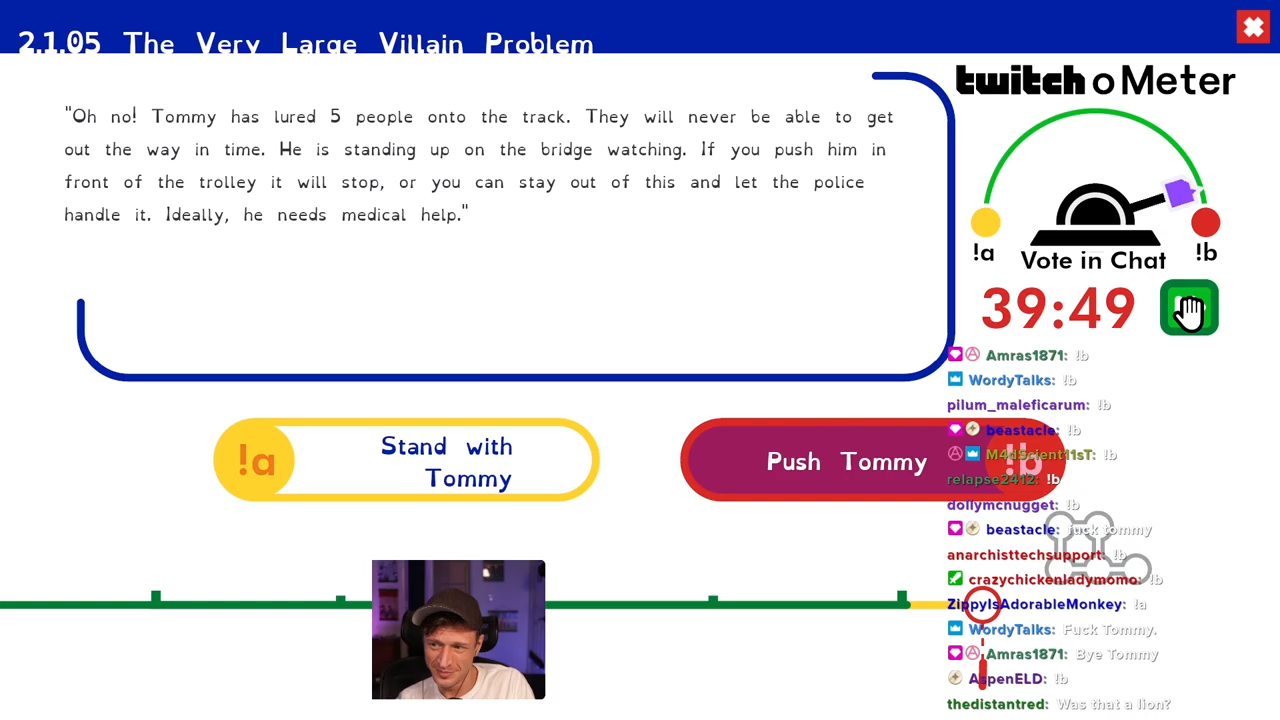 2.1.05 The Very Large Villain Problem
"Oh no! Tommy has lured 5 people onto the track. They will never be able to get
out the way in time. He is standing up on the bridge watching. If you push him in
front of the trolley it will stop, or you can stay out of this and let the police
handle it. Ideally, he needs medical help."
twitch o Meter
!a
Vote in Chat
!b
39:49
!a
Stand with
Tommy
Push Tommy
!b
Amras1871: !b
WordyTalks: !b
pilum_maleficarum: !b
beastacle: !b
M4dScient11sT: !b
relapse2412: !b
dollymcnugget: !b
beastacle: fuck tommy
anarchisttechsupport: !b
crazychickenladymomo: !b
ZippyIsAdorableMonkey: !a
WordyTalks: Fuck Tommy.
Amras1871: Bye Tommy
AspenELD: !b
thedistantred: Was that a lion?